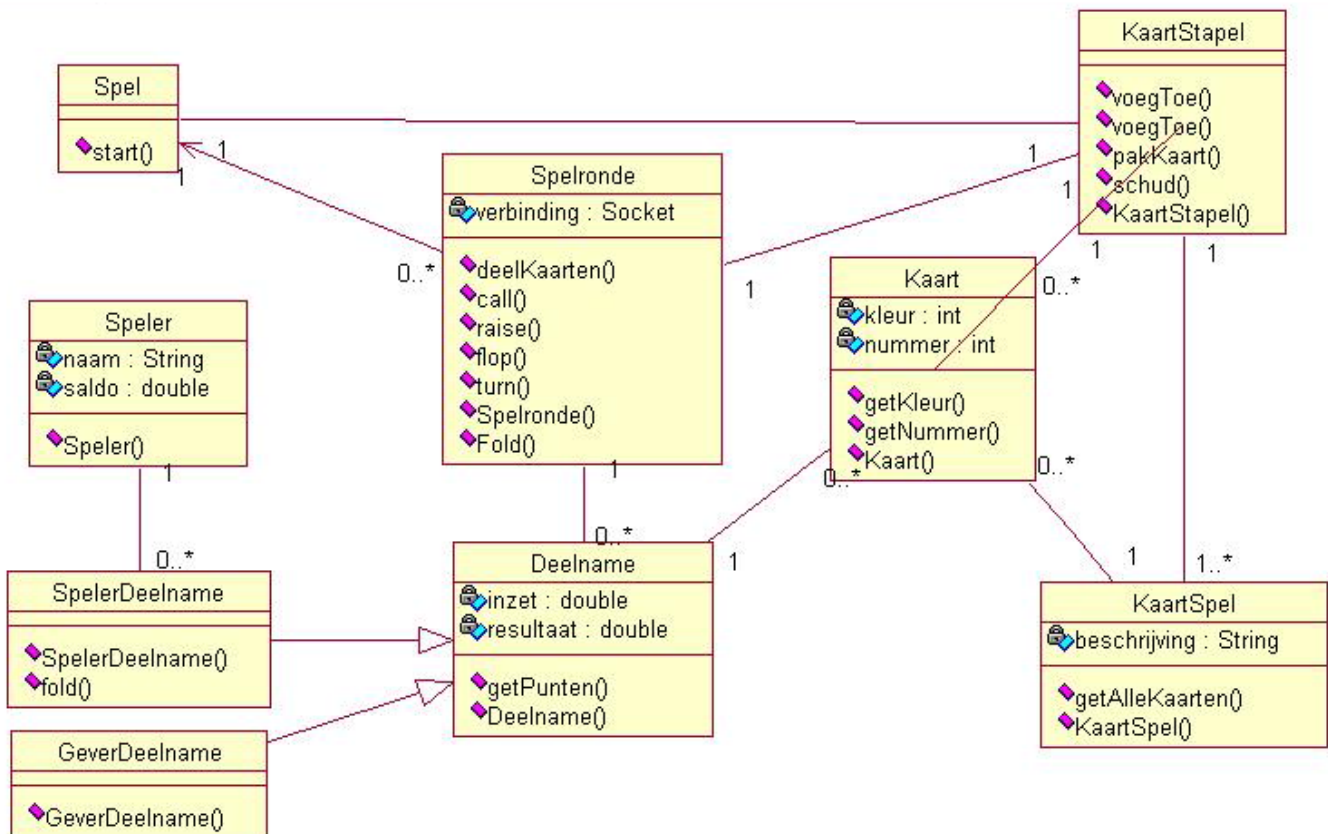 Spel
start()
KaartStapel
voegToe()
voegToe()
pakKaart()
schud()
KaartStapel()
1
1
1
1
1
1
Spelronde
verbinding : Socket
deelKaarten()
call()
raise()
flop()
turn()
Spelronde()
Fold()
0..*
1
1
Kaart
kleur : int
nummer : int
getKleur()
getNummer()
Kaart()
0..*
0..*
0..*
Speler
naam : String
saldo : double
Speler()
1
0..*
SpelerDeelname
SpelerDeelname()
fold()
GeverDeelname
GeverDeelname()
0..*
Deelname
inzet : double
resultaat : double
getPunten()
Deelname()
1
1
1..*
KaartSpel
beschrijving : String
getAlleKaarten()
KaartSpel()